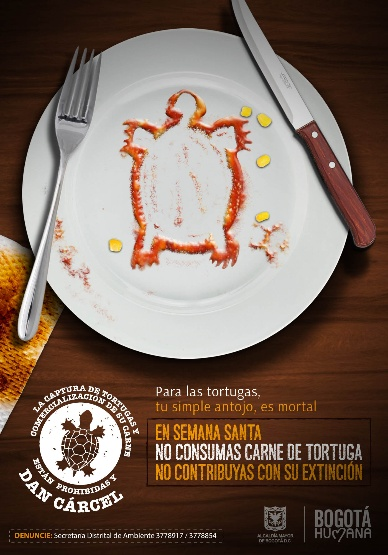 Para las tortugas,
tu simple antojo, es mortal
EN SEMANA SANTA
NO CONSUMAS CARNE DE TORTUGA
NO CONTRIBUYAS CON SU EXTINCIÓN
LA CAPTURA DE TORTUGAS Y
COMERCIALIZACIÓN DE SU CARNE
ESTÁN PROHIBIDAS Y
DAN CÁRCEL
DENUNCIE: Secretaria Distrital de Ambiente 3778917 / 3778854
ALCALDÍA MAYOR
DE BOGOTÁ D.C.
BOGOTÁ
HUMANA